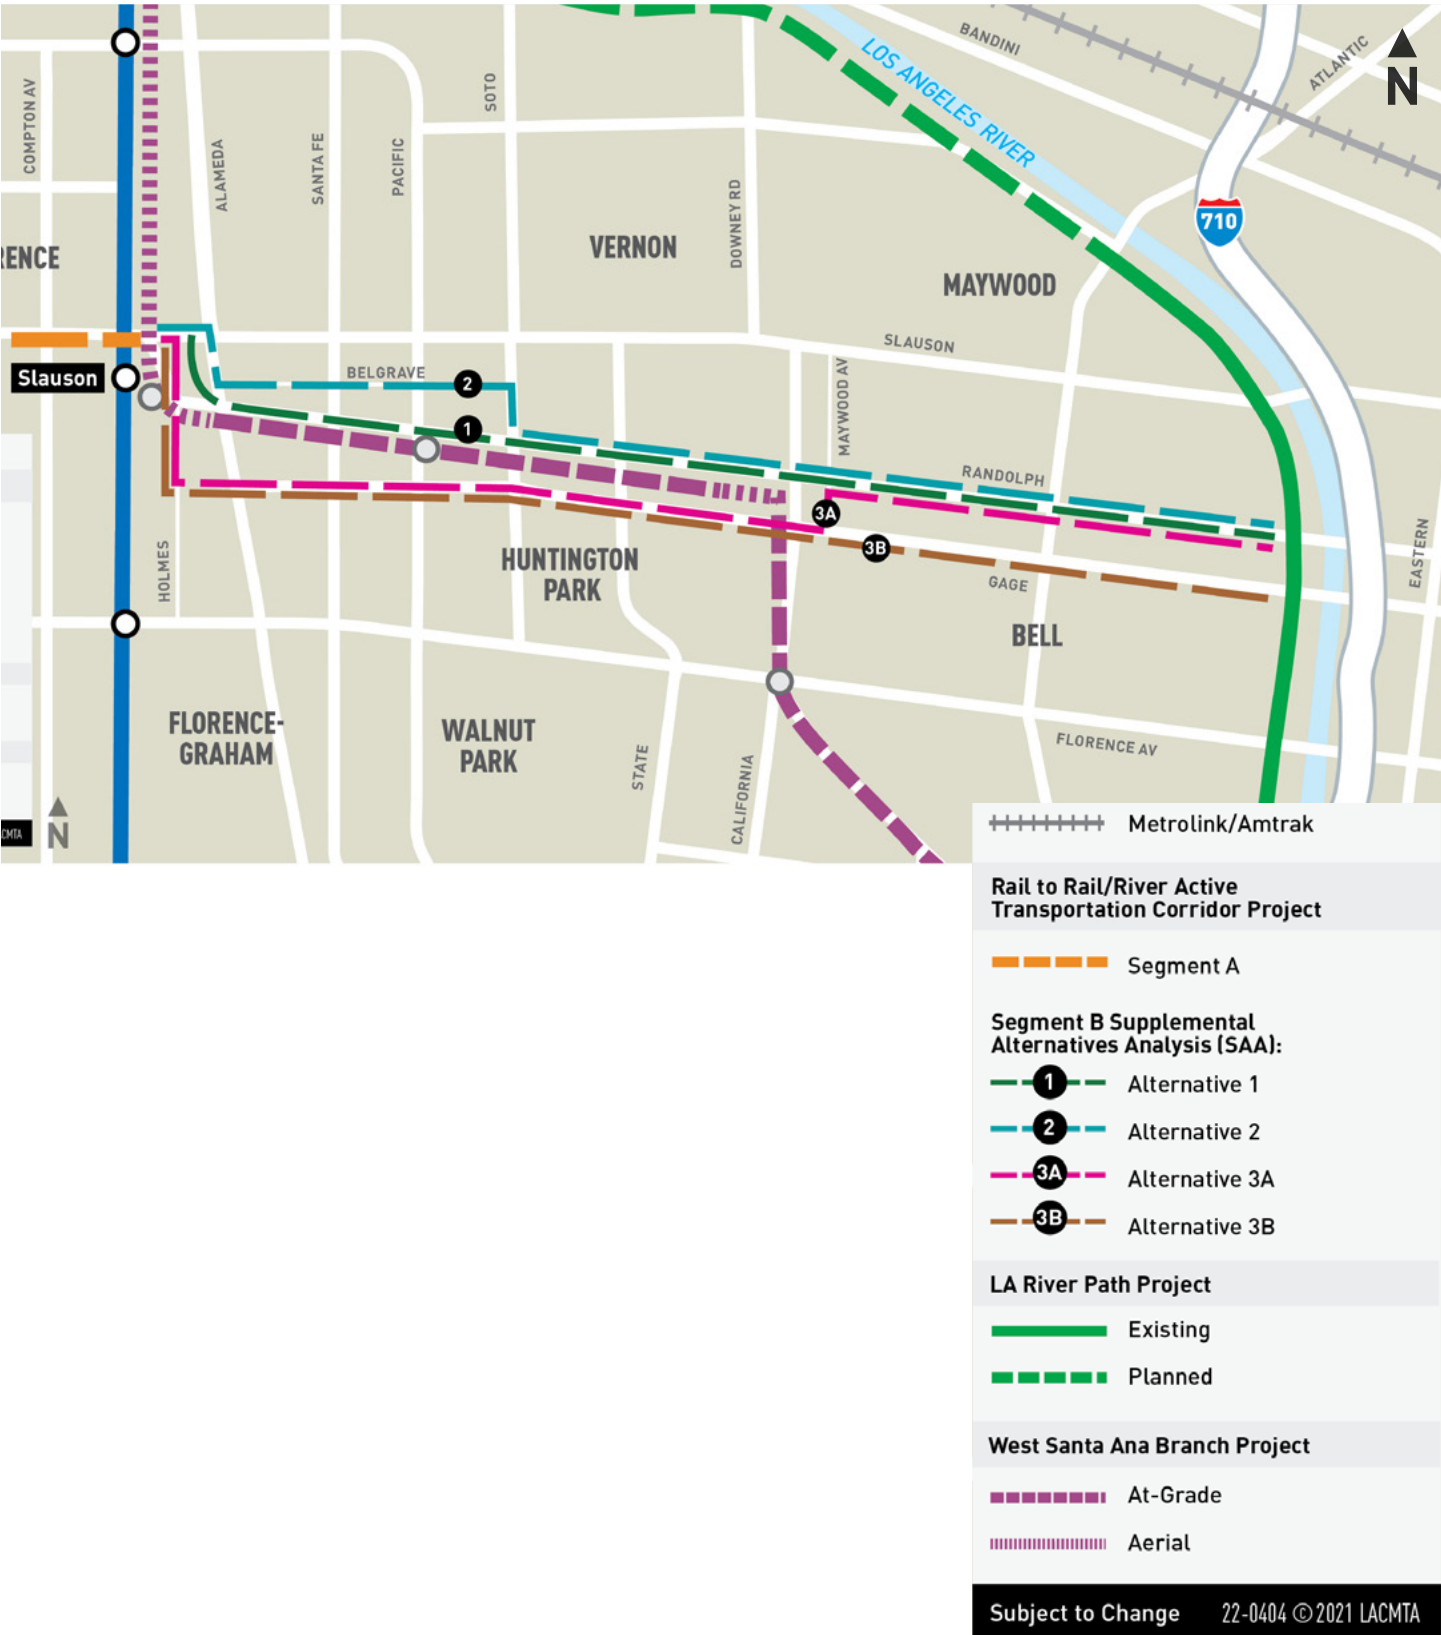 BANDINI
ATLANTIC
N
COMPTON AV
SOTO
LOS ANGELES RIVER
ALAMEDA
SANTA FE
PACIFIC
DOWNEY RD
710
RENCE
VERNON
MAYWOOD
SLAUSON
Slauson
BELGRAVE
2
1
MAYWOOD AV
RANDOLPH
3A
3B
HOLMES
HUNTINGTON
PARK
GAGE
EASTERN
BELL
FLORENCE-
GRAHAM
WALNUT
PARK
STATE
CALIFORNIA
FLORENCE AV
CMTA
N
Metrolink/Amtrak
Rail to Rail/River Active
Transportation Corridor Project
Segment A
Segment B Supplemental
Alternatives Analysis (SAA):
1 Alternative 1
2 Alternative 2
3A Alternative 3A
3B Alternative 3B
LA River Path Project
Existing
Planned
West Santa Ana Branch Project
At-Grade
Aerial
Subject to Change 22-0404 © 2021 LACMTA